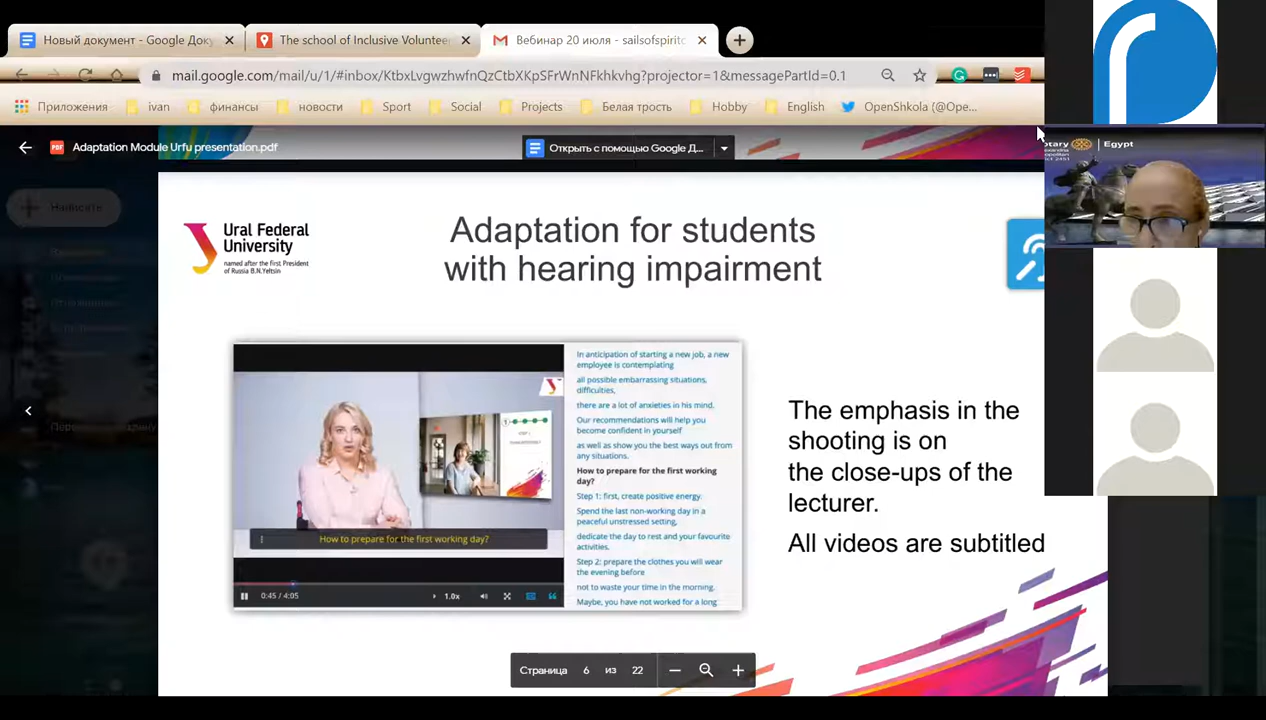 Новый документ - Google Доку
The school of Inclusive Voluntee
Вебинар 20 июля - sailsofspirit
mail.google.com/mail/u/1/#inbox/KtbxLvgwzhwfnQzCtbXKpSFrWnNFkhkvhg?projector=1&messagePartId=0.1
Приложения
ivan
финансы
новости
Sport
Social
Projects
Белая трость
Hobby
English
OpenShkola (@Ope...
PDF
Adaptation Module Urfu presentation.pdf
Открыть с помощью Google Д...
Egypt
Написать
Ural Federal
University
named after the First President
of Russia B.N.Yeltsin
Adaptation for students
with hearing impairment
In anticipation of starting a new job, a new
employee is contemplating
all possible embarrassing situations,
difficulties,
there are a lot of anxieties in his mind.
Our recommendations will help you
become confident in yourself
as well as show you the best ways out from
any situations.
How to prepare for the first working
day?
Step 1: first, create positive energy.
Spend the last non-working day in a
peaceful unstressed setting,
dedicate the day to rest and your favourite
activities.
Step 2: prepare the clothes you will wear
the evening before
not to waste your time in the morning.
Maybe, you have not worked for a long
How to prepare for the first working day?
0:45 / 4:05
1.0x
The emphasis in the
shooting is on
the close-ups of the
lecturer.
All videos are subtitled
Страница 6 из 22